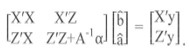 [X'X X'Z] [b̂] = [X'y]
[Z'X Z'Z+A⁻¹α] [â] [Z'y].